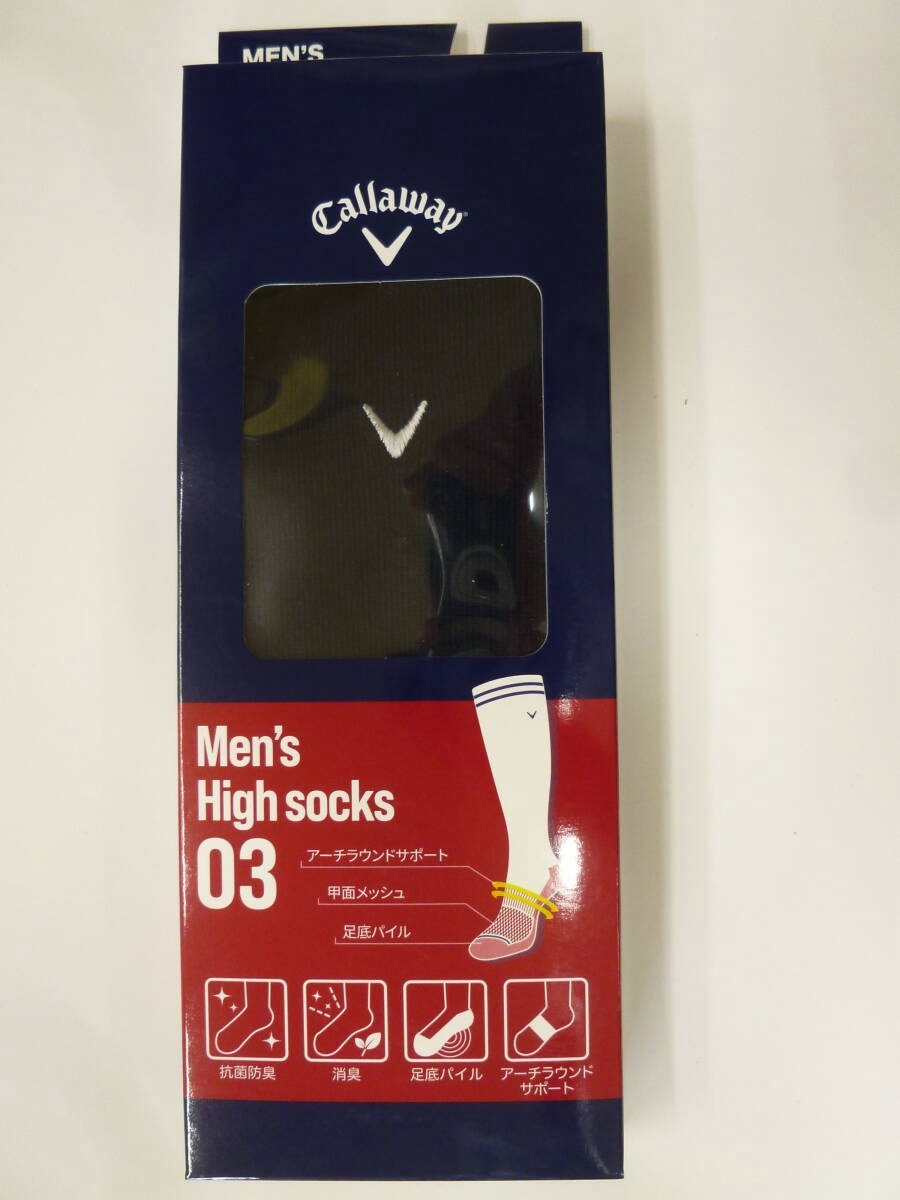 MEN'S
Callaway
Men's
High socks
03
アーチラウンドサポート
甲面メッシュ
足底パイル
抗菌防臭
消臭
足底パイル
アーチラウンド
サポート